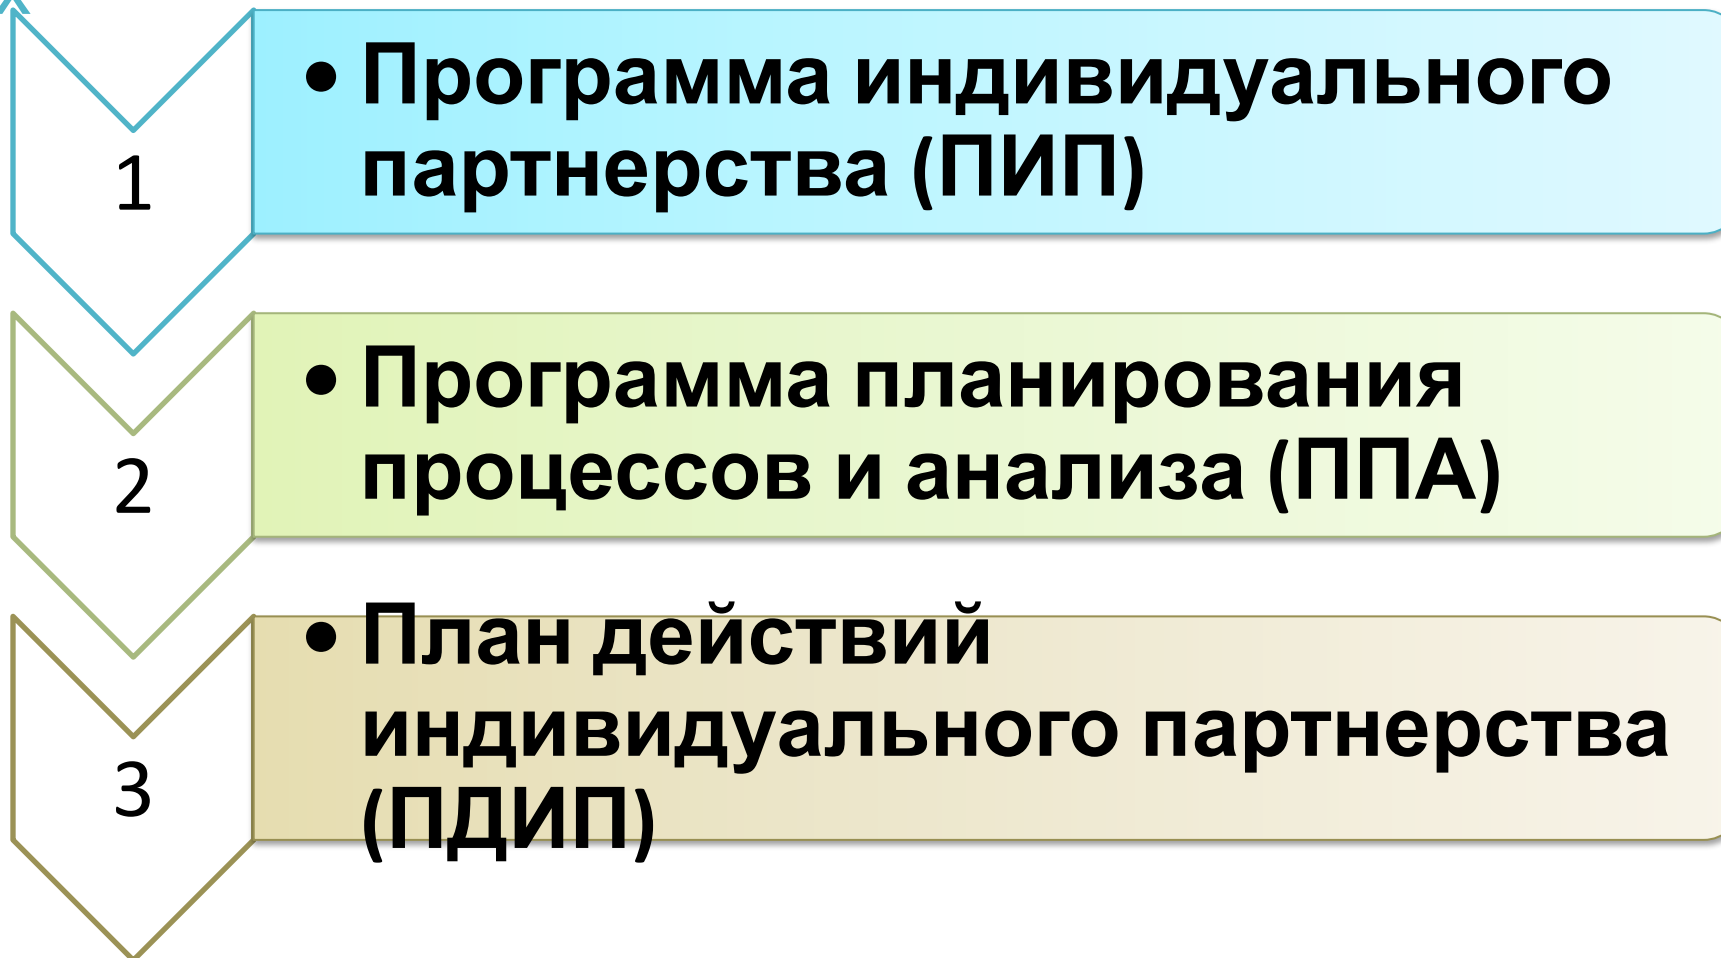 1
• Программа индивидуального
партнерства (ПИП)
2
• Программа планирования
процессов и анализа (ППА)
3
• План действий
индивидуального партнерства
(ПДИП)